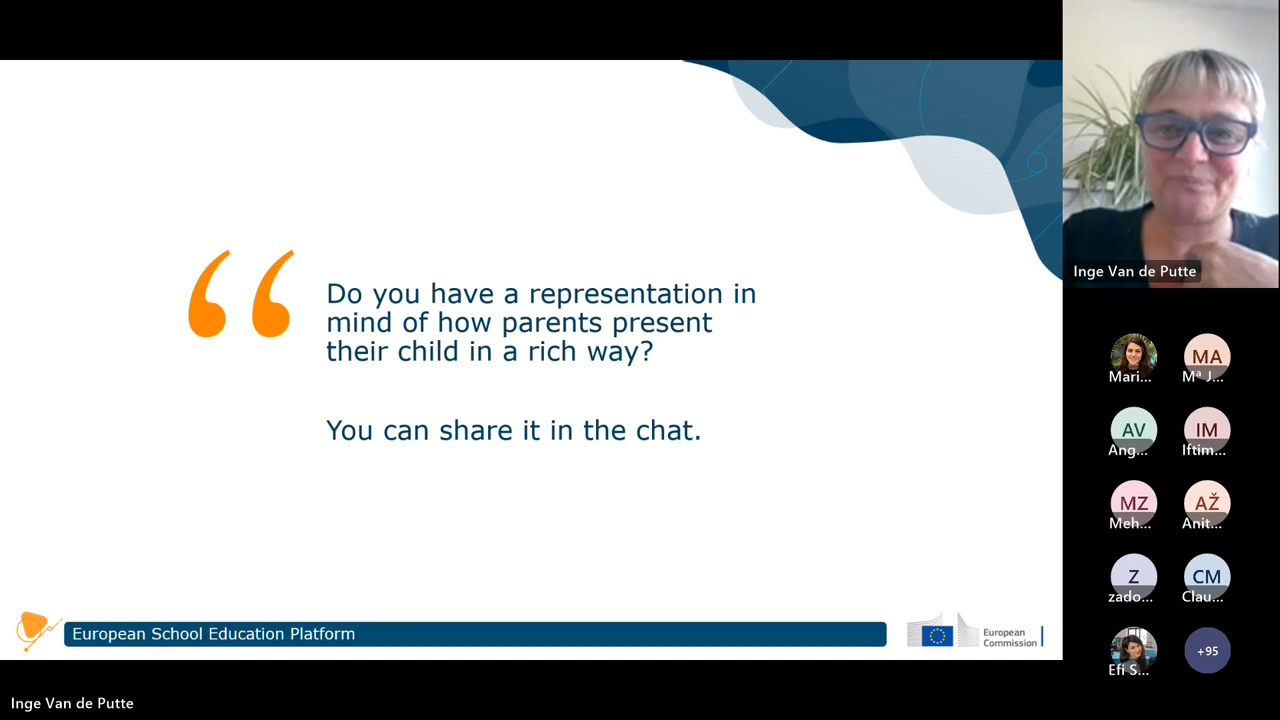 Do you have a representation in
mind of how parents present
their child in a rich way?
You can share it in the chat.
European School Education Platform
European
Commission
Inge Van de Putte
Mari...
MA
Mª J...
AV
Ang...
IM
Iftim...
MZ
Meh...
AŽ
Anit...
Z
zado...
CM
Clau...
Efi S...
+95
Inge Van de Putte